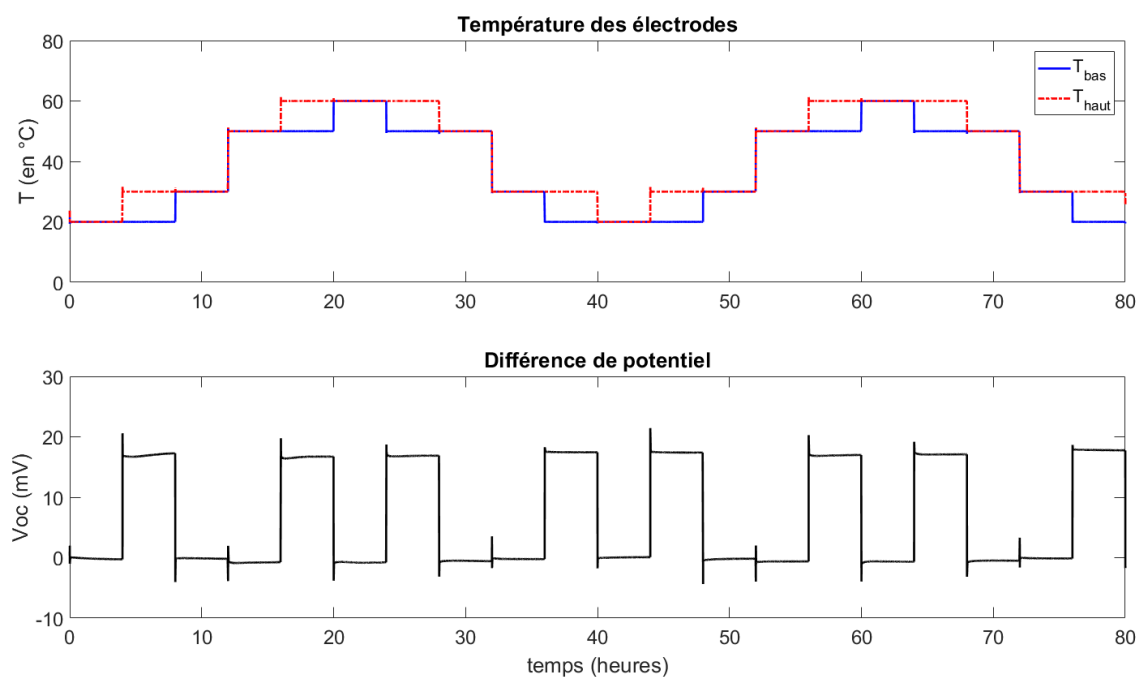 Température des électrodes
80
60
40
20
0
T (en °C)
T_bas
T_haut
0 10 20 30 40 50 60 70 80
Différence de potentiel
30
20
10
0
-10
Voc (mV)
0 10 20 30 40 50 60 70 80
temps (heures)